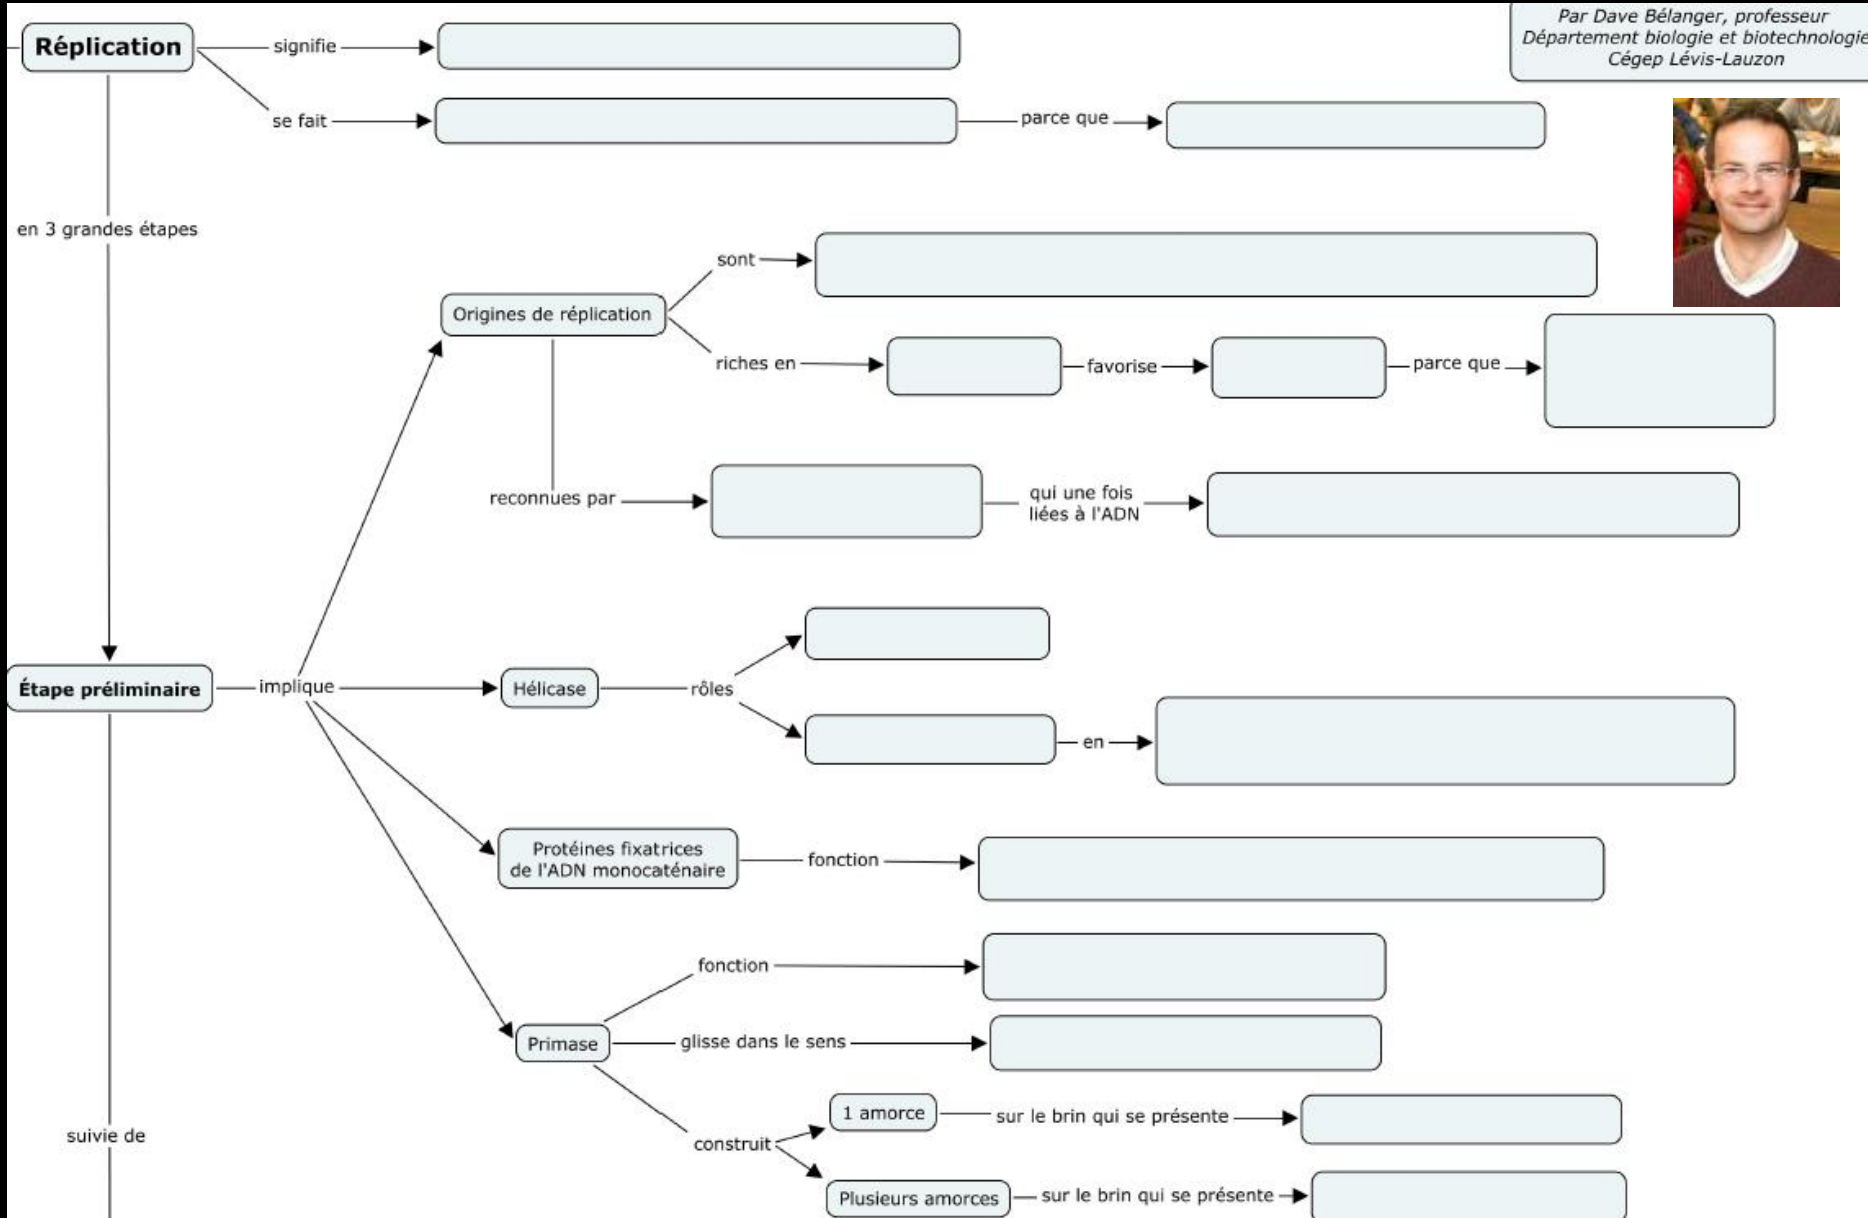 Par Dave Bélanger, professeur
Département biologie et biotechnologie
Cégep Lévis-Lauzon
Réplication
signifie
se fait
parce que
en 3 grandes étapes
sont
Origines de réplication
riches en
favorise
parce que
reconnues par
qui une fois
liées à l'ADN
Étape préliminaire
implique
Hélicase
rôles
en
Protéines fixatrices
de l'ADN monocaténaire
fonction
fonction
Primase
glisse dans le sens
1 amorce
sur le brin qui se présente
construit
Plusieurs amorces
sur le brin qui se présente
suivie de